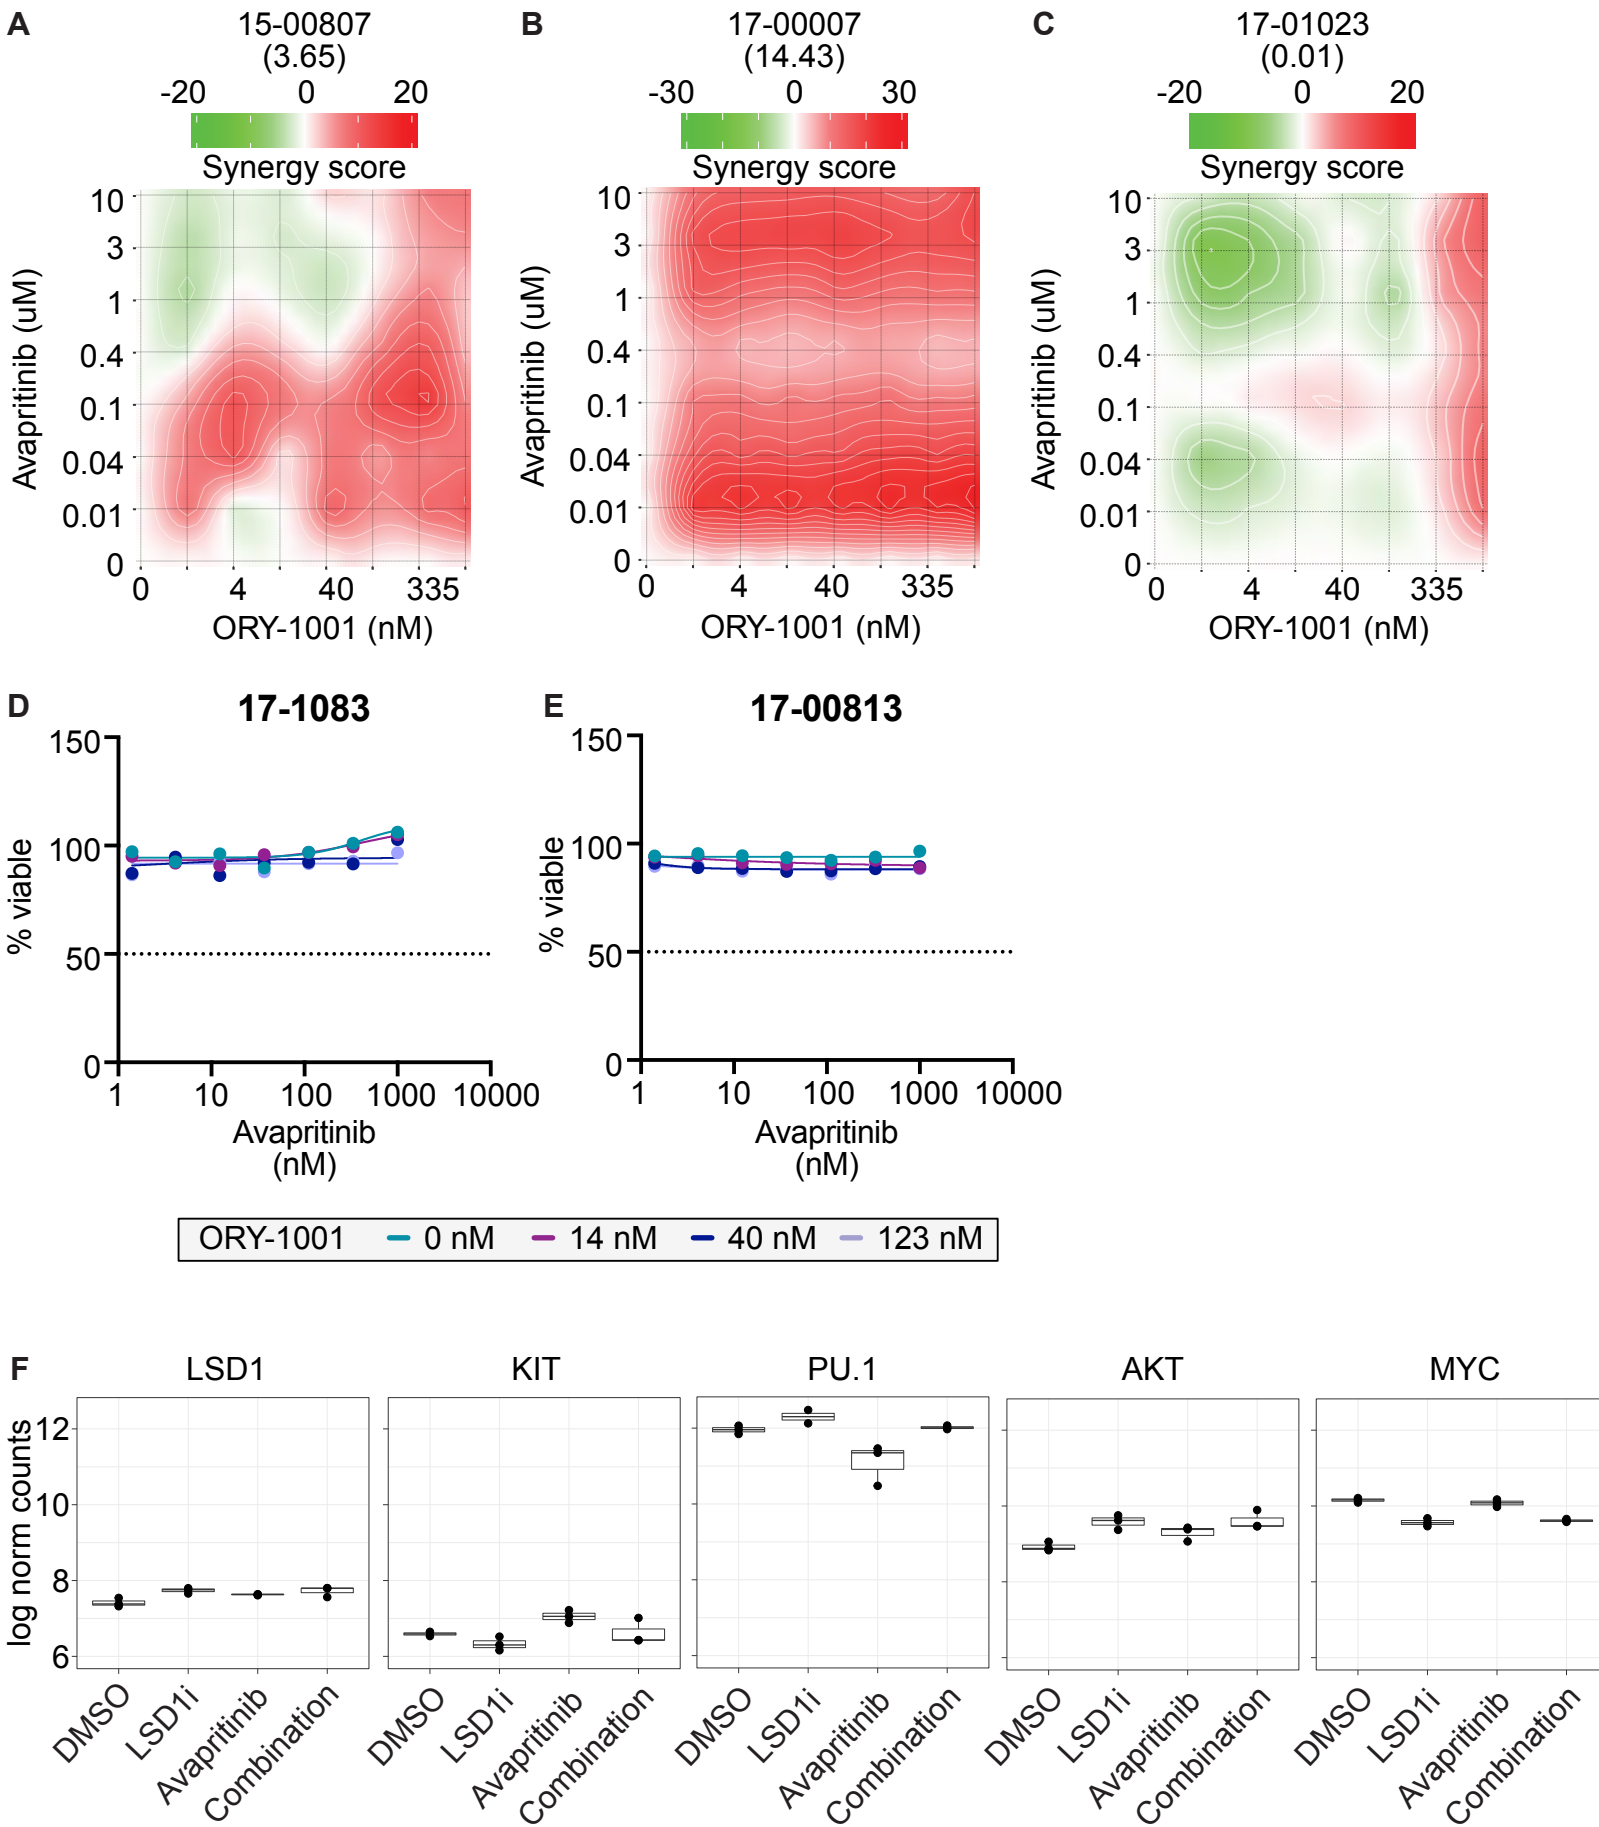 A
15-00807
(3.65)
-20 0 20
Synergy score
Avapritinib (uM)
10
3
1
0.4
0.1
0.04
0.01
0
0 4 40 335
ORY-1001 (nM)
B
17-00007
(14.43)
-30 0 30
Synergy score
Avapritinib (uM)
10
3
1
0.4
0.1
0.04
0.01
0
0 4 40 335
ORY-1001 (nM)
C
17-01023
(0.01)
-20 0 20
Synergy score
Avapritinib (uM)
10
3
1
0.4
0.1
0.04
0.01
0
0 4 40 335
ORY-1001 (nM)
D
17-1083
% viable
150
100
50
0
1 10 100 1000 10000
Avapritinib
(nM)
E
17-00813
% viable
150
100
50
0
1 10 100 1000 10000
Avapritinib
(nM)
ORY-1001 0 nM 14 nM 40 nM 123 nM
F
LSD1 KIT PU.1 AKT MYC
log norm counts
12
10
8
6
DMSO LSD1i Avapritinib Combination
DMSO LSD1i Avapritinib Combination
DMSO LSD1i Avapritinib Combination
DMSO LSD1i Avapritinib Combination
DMSO LSD1i Avapritinib Combination